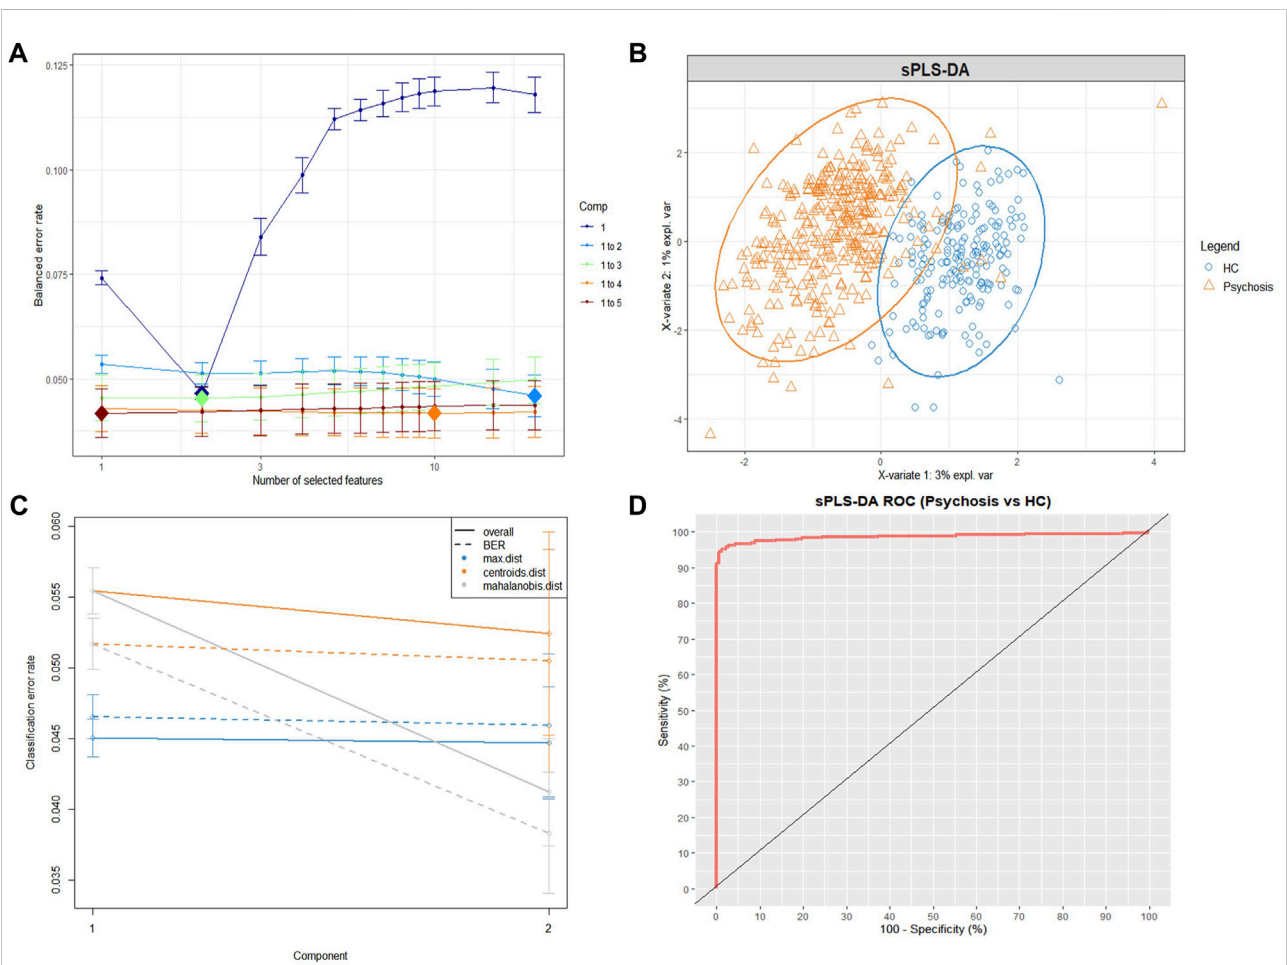 A
0.125
0.100
0.075
0.050
Balanced error rate
1
3
10
Number of selected features
Comp
1
1 to 2
1 to 3
1 to 4
1 to 5
B
sPLS-DA
2
0
-2
-4
X-variate 2: 1% expl. var
-2
0
2
4
X-variate 1: 3% expl. var
Legend
HC
Psychosis
C
0.060
0.055
0.050
0.045
0.040
0.035
Classification error rate
overall
BER
max.dist
centroids.dist
mahalanobis.dist
1
2
Component
D
sPLS-DA ROC (Psychosis vs HC)
100
90
80
70
60
50
40
30
20
10
0
Sensitivity (%)
0
10
20
30
40
50
60
70
80
90
100
100 - Specificity (%)